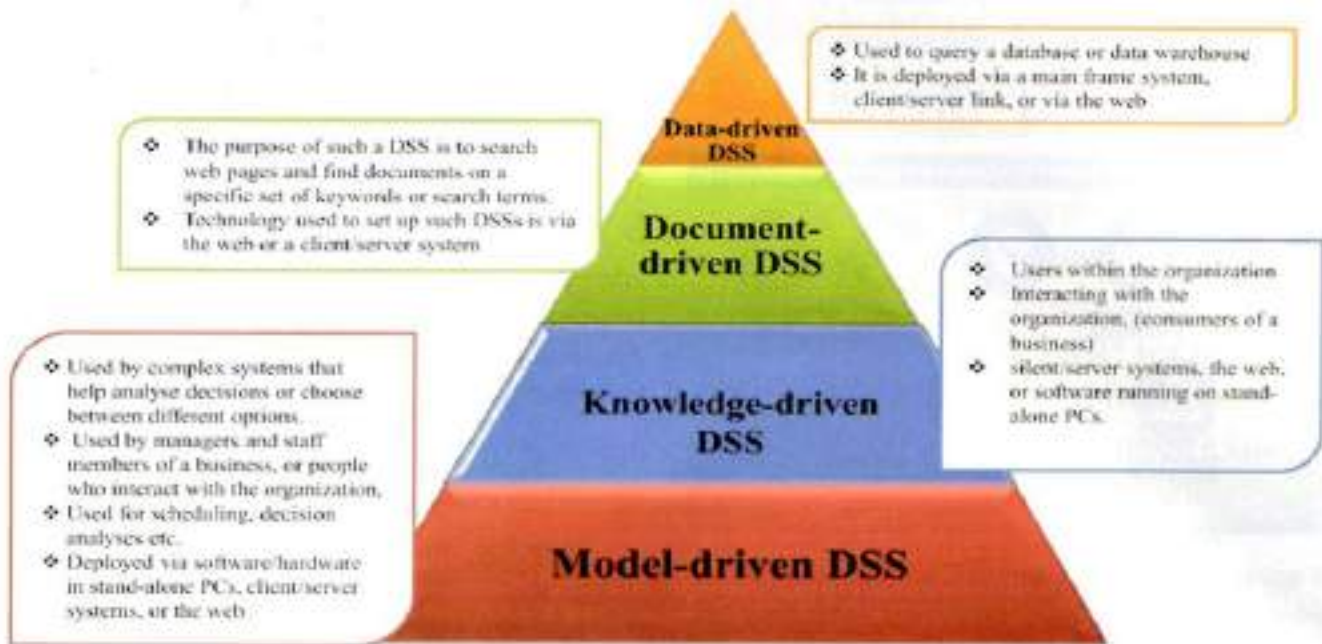 ❖ Used to query a database or data warehouse
❖ It is deployed via a main frame system,
client/server link, or via the web
Data-driven
DSS
❖ The purpose of such a DSS is to search
web pages and find documents on a
specific set of keywords or search terms.
❖ Technology used to set up such DSSs is via
the web or a client/server system
Document-
driven DSS
❖ Users within the organization
❖ Interacting with the
organization, (consumers of a
business)
❖ silent/server systems, the web,
or software running on stand-
alone PCs.
Knowledge-driven
DSS
❖ Used by complex systems that
help analyse decisions or choose
between different options.
❖ Used by managers and staff
members of a business, or people
who interact with the organization,
❖ Used for scheduling, decision
analyses etc.
❖ Deployed via software/hardware
in stand-alone PCs, client/server
systems, or the web
Model-driven DSS